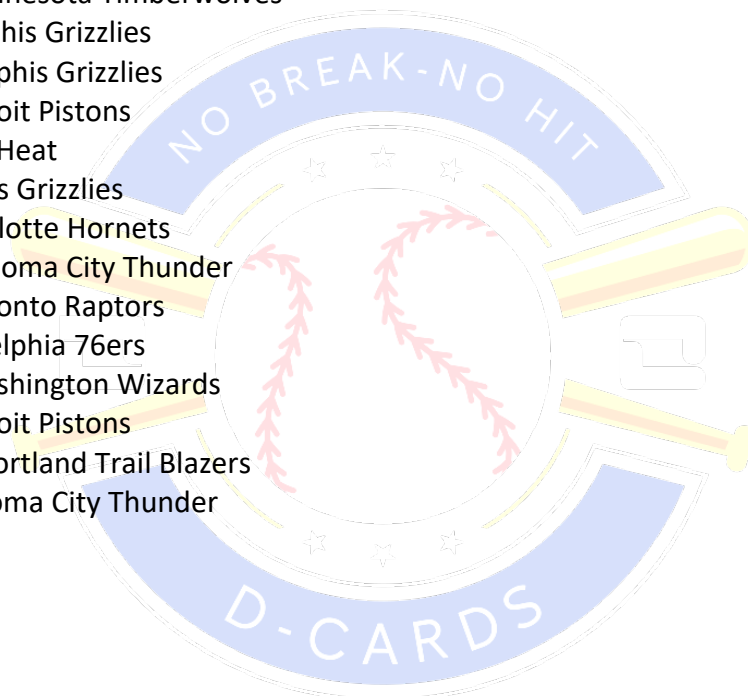 nnesota Timberwolves
his Grizzlies
phis Grizzlies
oit Pistons
Heat
s Grizzlies
lotte Hornets
oma City Thunder
onto Raptors
elphia 76ers
shington Wizards
oit Pistons
ortland Trail Blazers
oma City Thunder
NO BREAK-NO HIT
D-CARDS